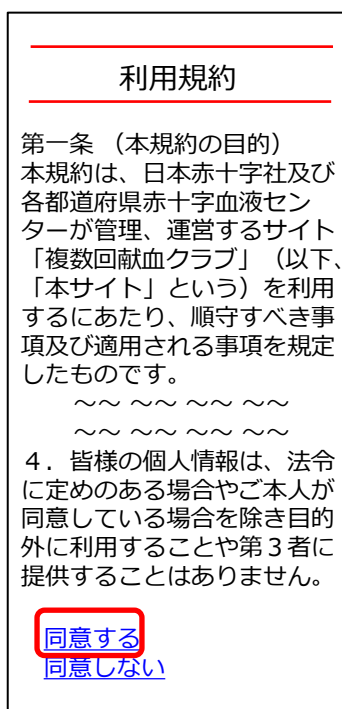 利用規約
第一条 （本規約の目的）
本規約は、日本赤十字社及び
各都道府県赤十字血液セン
ターが管理、運営するサイト
「複数回献血クラブ」（以下、
「本サイト」という）を利用
するにあたり、順守すべき事
項及び適用される事項を規定
したものです。
～～ ～～ ～～ ～～
～～ ～～ ～～ ～～
４．皆様の個人情報は、法令
に定めのある場合やご本人が
同意している場合を除き目的
外に利用することや第３者に
提供することはありません。
同意する
同意しない